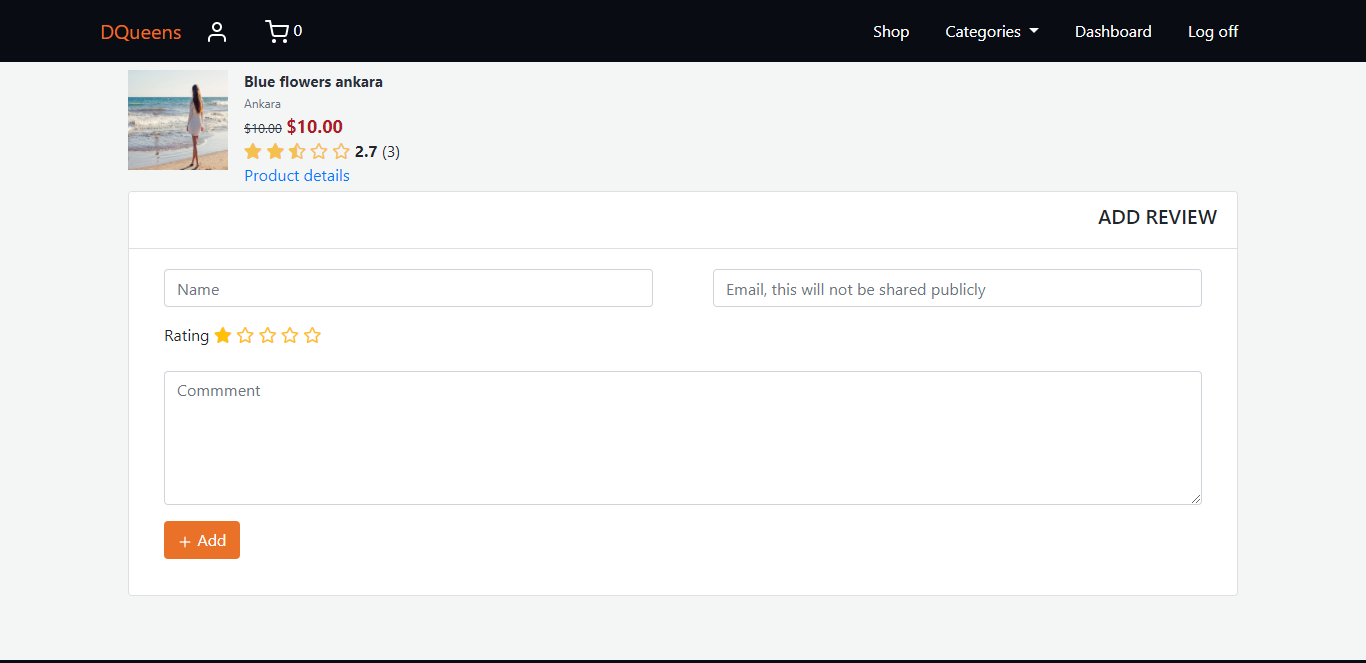 DQueens 0 Shop Categories Dashboard Log off
Blue flowers ankara
Ankara
$10.00 $10.00
2.7 (3)
Product details
ADD REVIEW
Name Email, this will not be shared publicly
Rating
Commment
+ Add